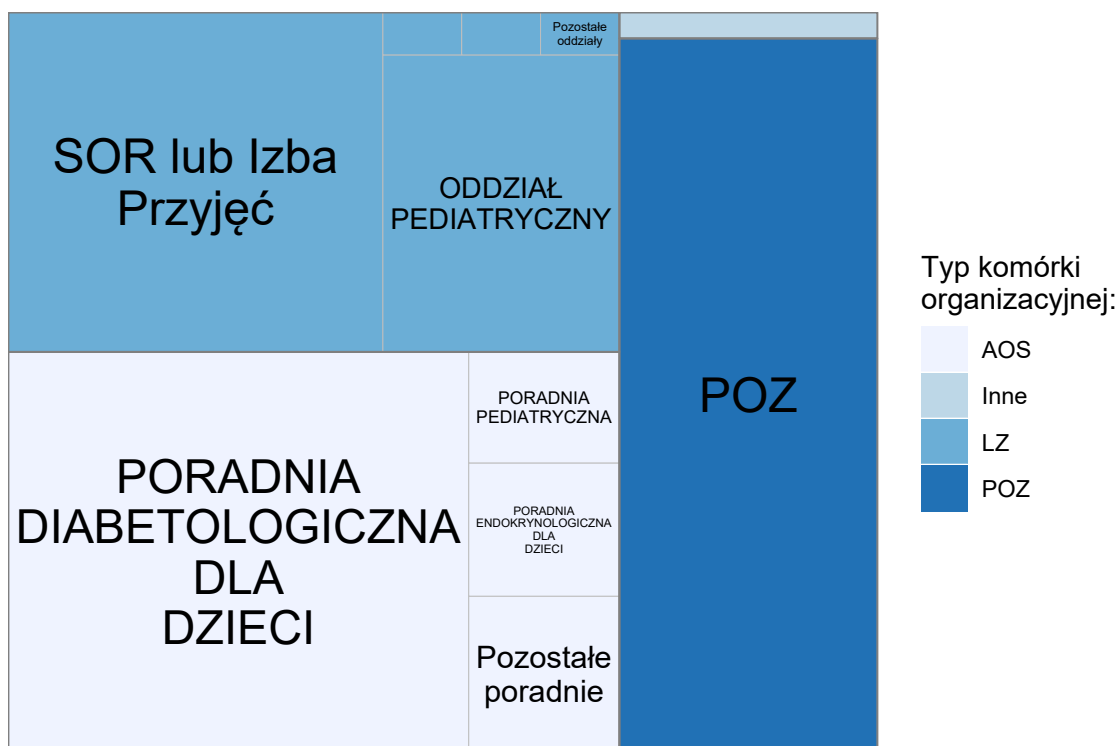 Pozostałe
oddziały
SOR lub Izba
Przyjęć
ODDZIAŁ
PEDIATRYCZNY
POZ
PORADNIA
DIABETOLOGICZNA
DLA
DZIECI
PORADNIA
PEDIATRYCZNA
PORADNIA
ENDOKRYNOLOGICZNA
DLA
DZIECI
Pozostałe
poradnie
Typ komórki
organizacyjnej:
AOS
Inne
LZ
POZ